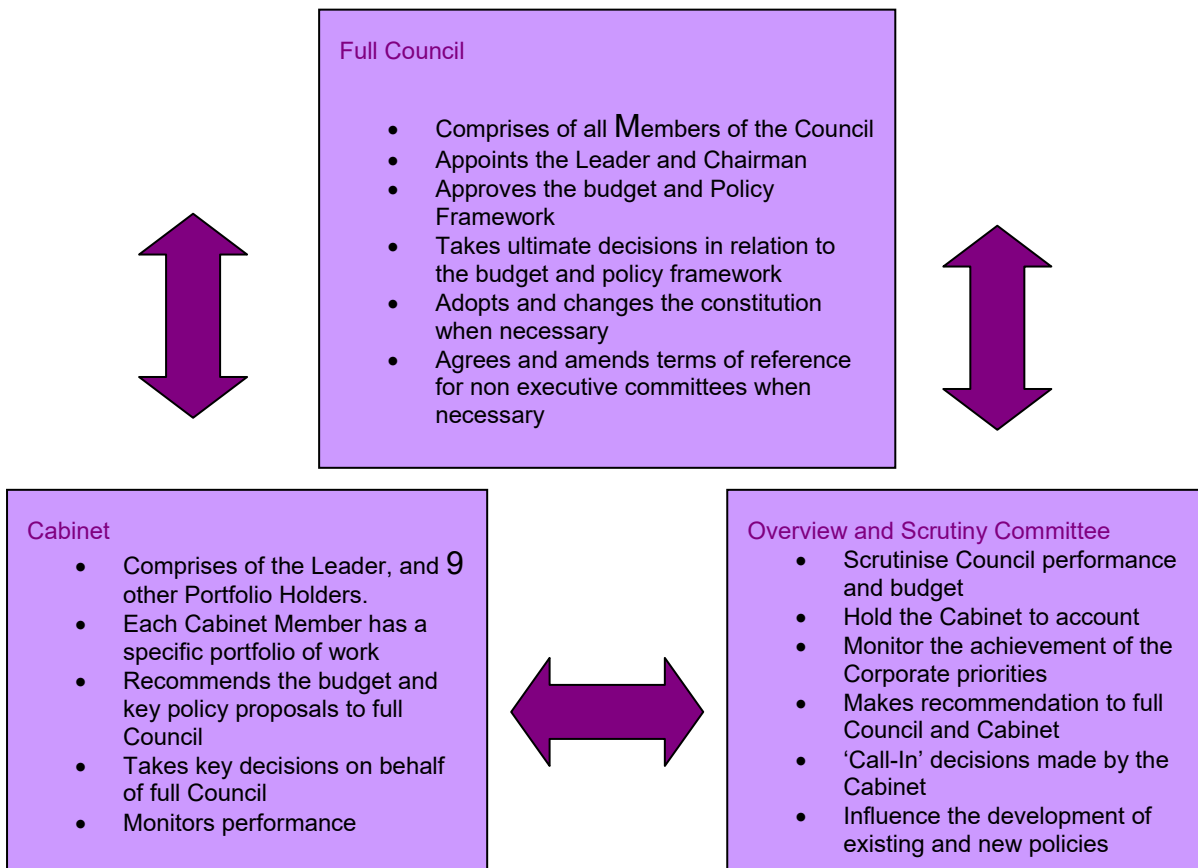 Full Council
• Comprises of all Members of the Council
• Appoints the Leader and Chairman
• Approves the budget and Policy
Framework
• Takes ultimate decisions in relation to
the budget and policy framework
• Adopts and changes the constitution
when necessary
• Agrees and amends terms of reference
for non executive committees when
necessary
Cabinet
• Comprises of the Leader, and 9
other Portfolio Holders.
• Each Cabinet Member has a
specific portfolio of work
• Recommends the budget and
key policy proposals to full
Council
• Takes key decisions on behalf
of full Council
• Monitors performance
Overview and Scrutiny Committee
• Scrutinise Council performance
and budget
• Hold the Cabinet to account
• Monitor the achievement of the
Corporate priorities
• Makes recommendation to full
Council and Cabinet
• ‘Call-In’ decisions made by the
Cabinet
• Influence the development of
existing and new policies